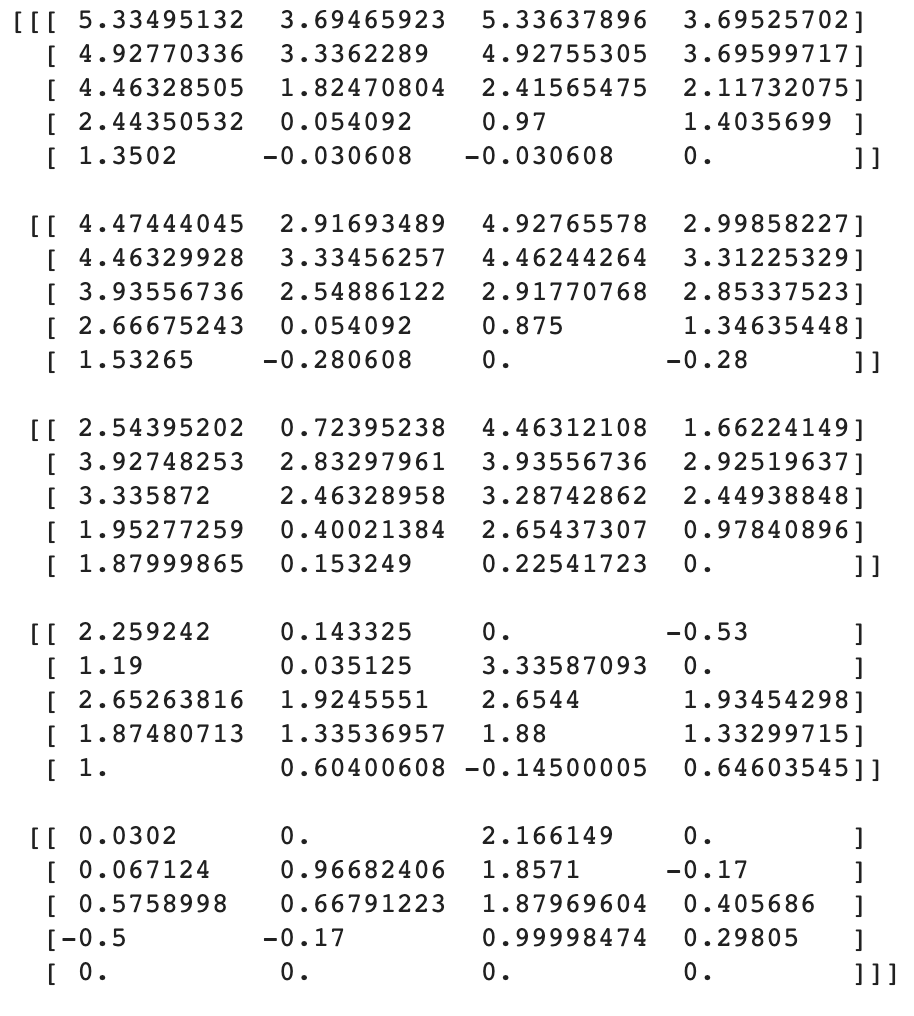 [[[ 5.33495132  3.69465923  5.33637896  3.69525702]
  [ 4.92770336  3.3362289   4.92755305  3.69599717]
  [ 4.46328505  1.82470804  2.41565475  2.11732075]
  [ 2.44350532  0.054092    0.97        1.4035699 ]
  [ 1.3502     -0.030608   -0.030608    0.        ]]

 [[ 4.47444045  2.91693489  4.92765578  2.99858227]
  [ 4.46329928  3.33456257  4.46244264  3.31225329]
  [ 3.93556736  2.54886122  2.91770768  2.85337523]
  [ 2.66675243  0.054092    0.875       1.34635448]
  [ 1.53265    -0.280608    0.         -0.28      ]]

 [[ 2.54395202  0.72395238  4.46312108  1.66224149]
  [ 3.92748253  2.83297961  3.93556736  2.92519637]
  [ 3.335872    2.46328958  3.28742862  2.44938848]
  [ 1.95277259  0.40021384  2.65437307  0.97840896]
  [ 1.87999865  0.153249    0.22541723  0.        ]]

 [[ 2.259242    0.143325    0.         -0.53      ]
  [ 1.19        0.035125    3.33587093  0.        ]
  [ 2.65263816  1.9245551   2.6544      1.93454298]
  [ 1.87480713  1.33536957  1.88        1.33299715]
  [ 1.          0.60400608 -0.14500005  0.64603545]]

 [[ 0.0302      0.          2.166149    0.        ]
  [ 0.067124    0.96682406  1.8571     -0.17      ]
  [ 0.5758998   0.66791223  1.87969604  0.405686  ]
  [-0.5        -0.17        0.99998474  0.29805   ]
  [ 0.          0.          0.          0.        ]]]